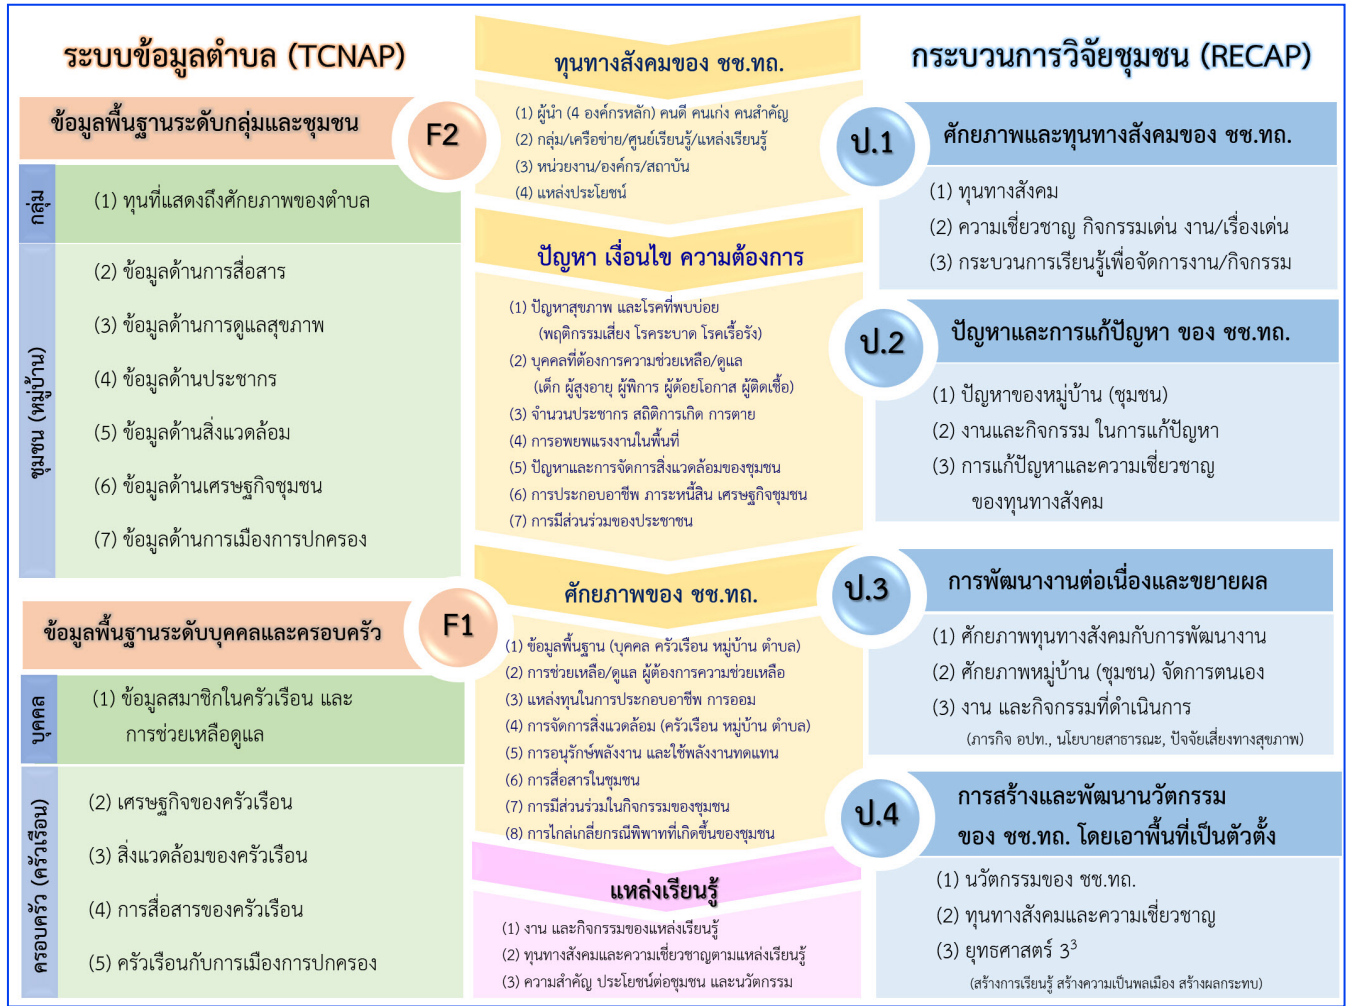 ระบบข้อมูลตำบล (TCNAP)
ข้อมูลพื้นฐานระดับกลุ่มและชุมชน
F2
กลุ่ม
(1) ทุนที่แสดงถึงศักยภาพของตำบล
ชุมชน (หมู่บ้าน)
(2) ข้อมูลด้านการสื่อสาร
(3) ข้อมูลด้านการดูแลสุขภาพ
(4) ข้อมูลด้านประชากร
(5) ข้อมูลด้านสิ่งแวดล้อม
(6) ข้อมูลด้านเศรษฐกิจชุมชน
(7) ข้อมูลด้านการเมืองการปกครอง
ข้อมูลพื้นฐานระดับบุคคลและครอบครัว
F1
บุคคล
(1) ข้อมูลสมาชิกในครัวเรือน และ
การช่วยเหลือดูแล
ครอบครัว (ครัวเรือน)
(2) เศรษฐกิจของครัวเรือน
(3) สิ่งแวดล้อมของครัวเรือน
(4) การสื่อสารของครัวเรือน
(5) ครัวเรือนกับการเมืองการปกครอง
ทุนทางสังคมของ ชช.ทถ.
(1) ผู้นำ (4 องค์กรหลัก) คนดี คนเก่ง คนสำคัญ
(2) กลุ่ม/เครือข่าย/ศูนย์เรียนรู้/แหล่งเรียนรู้
(3) หน่วยงาน/องค์กร/สถาบัน
(4) แหล่งประโยชน์
ปัญหา เงื่อนไข ความต้องการ
(1) ปัญหาสุขภาพ และโรคที่พบบ่อย
(พฤติกรรมเสี่ยง โรคระบาด โรคเรื้อรัง)
(2) บุคคลที่ต้องการความช่วยเหลือ/ดูแล
(เด็ก ผู้สูงอายุ ผู้พิการ ผู้ด้อยโอกาส ผู้ติดเชื้อ)
(3) จำนวนประชากร สถิติการเกิด การตาย
(4) การอพยพแรงงานในพื้นที่
(5) ปัญหาและการจัดการสิ่งแวดล้อมของชุมชน
(6) การประกอบอาชีพ ภาระหนี้สิน เศรษฐกิจชุมชน
(7) การมีส่วนร่วมของประชาชน
ศักยภาพของ ชช.ทถ.
(1) ข้อมูลพื้นฐาน (บุคคล ครัวเรือน หมู่บ้าน ตำบล)
(2) การช่วยเหลือ/ดูแล ผู้ต้องการความช่วยเหลือ
(3) แหล่งทุนในการประกอบอาชีพ การออม
(4) การจัดการสิ่งแวดล้อม (ครัวเรือน หมู่บ้าน ตำบล)
(5) การอนุรักษ์พลังงาน และใช้พลังงานทดแทน
(6) การสื่อสารในชุมชน
(7) การมีส่วนร่วมในกิจกรรมของชุมชน
(8) การไกล่เกลี่ยกรณีพิพาทที่เกิดขึ้นของชุมชน
แหล่งเรียนรู้
(1) งาน และกิจกรรมของแหล่งเรียนรู้
(2) ทุนทางสังคมและความเชี่ยวชาญตามแหล่งเรียนรู้
(3) ความสำคัญ ประโยชน์ต่อชุมชน และนวัตกรรม
กระบวนการวิจัยชุมชน (RECAP)
ป.1
ศักยภาพและทุนทางสังคมของ ชช.ทถ.
(1) ทุนทางสังคม
(2) ความเชี่ยวชาญ กิจกรรมเด่น งาน/เรื่องเด่น
(3) กระบวนการเรียนรู้เพื่อจัดการงาน/กิจกรรม
ป.2
ปัญหาและการแก้ปัญหา ของ ชช.ทถ.
(1) ปัญหาของหมู่บ้าน (ชุมชน)
(2) งานและกิจกรรม ในการแก้ปัญหา
(3) การแก้ปัญหาและความเชี่ยวชาญ
ของทุนทางสังคม
ป.3
การพัฒนางานต่อเนื่องและขยายผล
(1) ศักยภาพทุนทางสังคมกับการพัฒนางาน
(2) ศักยภาพหมู่บ้าน (ชุมชน) จัดการตนเอง
(3) งาน และกิจกรรมที่ดำเนินการ
(ภารกิจ อปท., นโยบายสาธารณะ, ปัจจัยเสี่ยงทางสุขภาพ)
ป.4
การสร้างและพัฒนานวัตกรรม
ของ ชช.ทถ. โดยเอาพื้นที่เป็นตัวตั้ง
(1) นวัตกรรมของ ชช.ทถ.
(2) ทุนทางสังคมและความเชี่ยวชาญ
(3) ยุทธศาสตร์ 3³
(สร้างการเรียนรู้ สร้างความเป็นพลเมือง สร้างผลกระทบ)